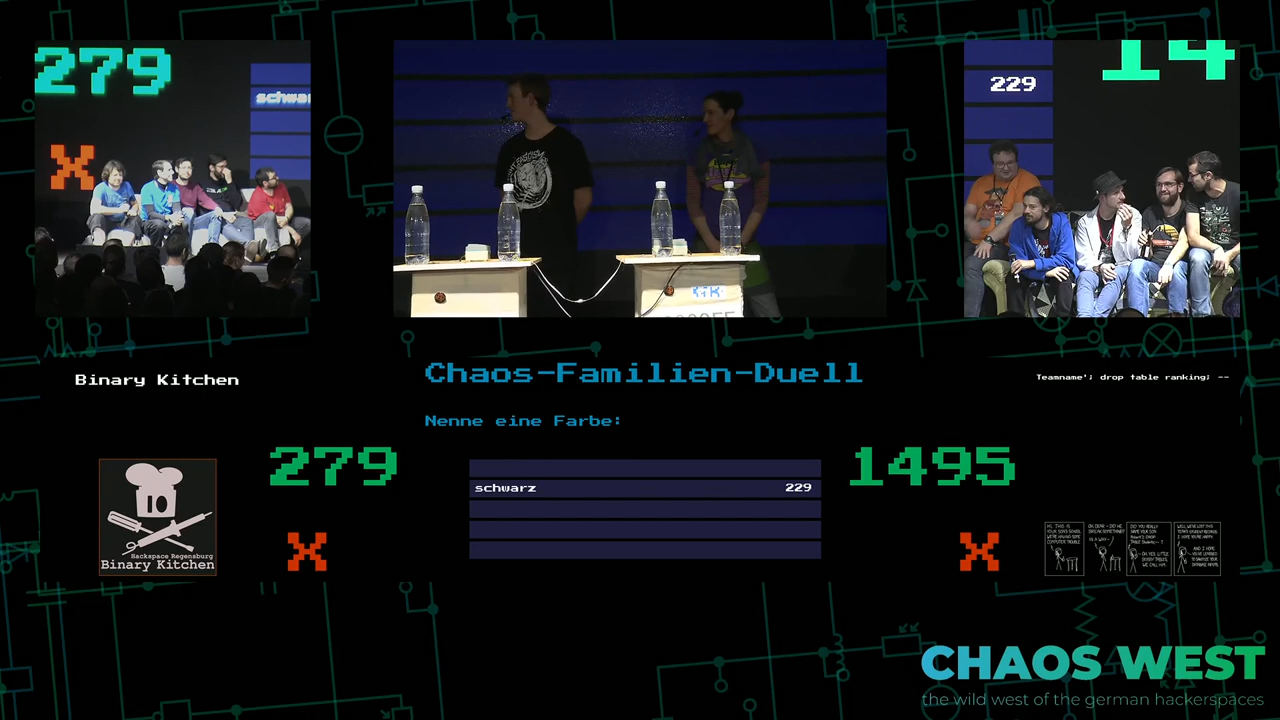 279
schwar
X
229
14
Binary Kitchen
Chaos-Familien-Duell
Teamname'; drop table ranking; --
Nenne eine Farbe:
279
1495
schwarz 229
X
X
Hackspace Regensburg
Binary Kitchen
CHAOS WEST
the wild west of the german hackerspaces